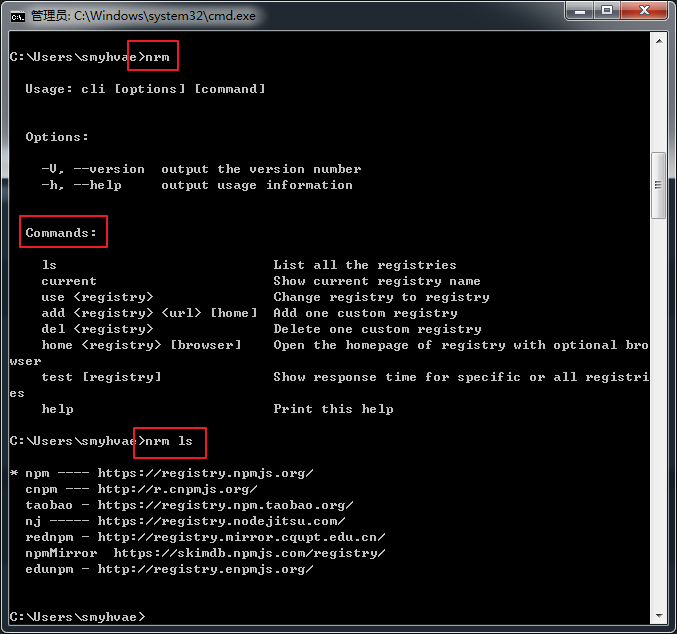 管理员: C:\Windows\system32\cmd.exe
C:\Users\smyhvae>nrm
Usage: cli [options] [command]
Options:
-V, --version  output the version number
-h, --help     output usage information
Commands:
ls                           List all the registries
current                      Show current registry name
use <registry>               Change registry to registry
add <registry> <url> [home]  Add one custom registry
del <registry>               Delete one custom registry
home <registry> [browser]    Open the homepage of registry with optional bro
wser
test [registry]              Show response time for specific or all registri
es
help                         Print this help
C:\Users\smyhvae>nrm ls
* npm ---- https://registry.npmjs.org/
cnpm --- http://r.cnpmjs.org/
taobao - https://registry.npm.taobao.org/
nj ----- https://registry.nodejitsu.com/
rednpm - http://registry.mirror.cqupt.edu.cn/
npmMirror  https://skimdb.npmjs.com/registry/
edunpm - http://registry.enpmjs.org/
C:\Users\smyhvae>